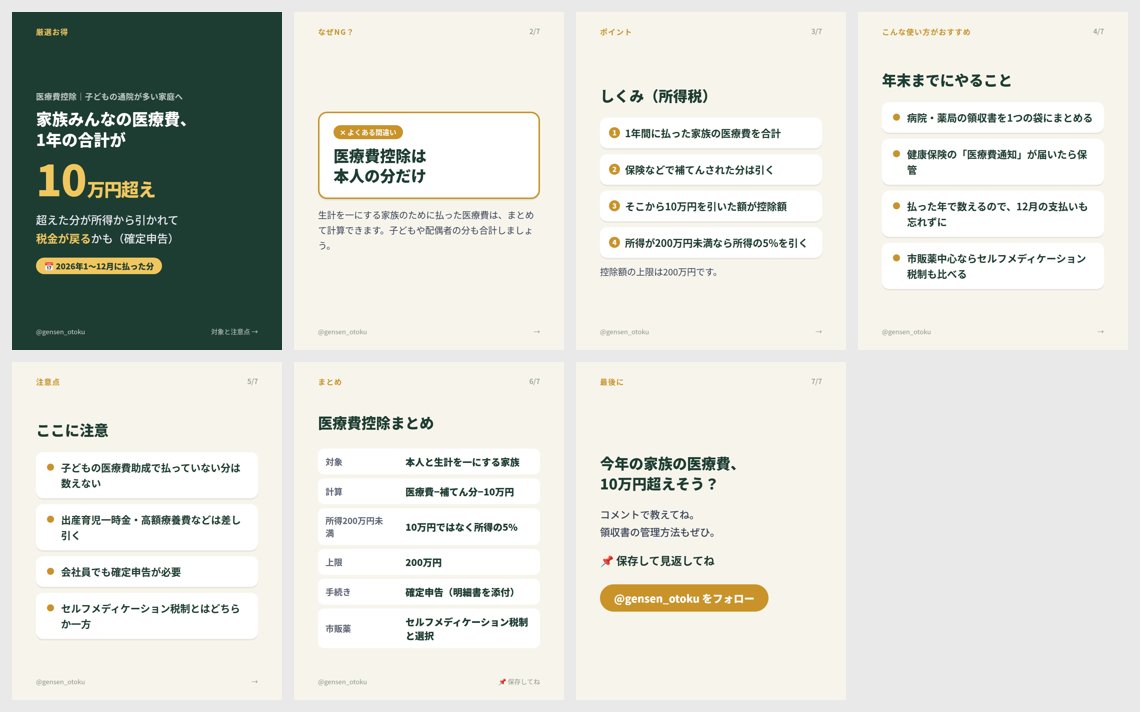 厳選お得
医療費控除｜子どもの通院が多い家庭へ
家族みんなの医療費、
1年の合計が
10万円超え
超えた分が所得から引かれて
税金が戻るかも（確定申告）
📅 2026年1〜12月に払った分
@gensen_otoku
対象と注意点 →
なぜNG？
2/7
× よくある間違い
医療費控除は
本人の分だけ
生計を一にする家族のために払った医療費は、まとめ
て計算できます。子どもや配偶者の分も合計しましょ
う。
@gensen_otoku
→
ポイント
3/7
しくみ（所得税）
1 1年間に払った家族の医療費を合計
2 保険などで補てんされた分は引く
3 そこから10万円を引いた額が控除額
4 所得が200万円未満なら所得の5%を引く
控除額の上限は200万円です。
@gensen_otoku
→
こんな使い方がおすすめ
4/7
年末までにやること
病院・薬局の領収書を1つの袋にまとめる
健康保険の「医療費通知」が届いたら保
管
払った年で数えるので、12月の支払いも
忘れずに
市販薬中心ならセルフメディケーション
税制も比べる
@gensen_otoku
→
注意点
5/7
ここに注意
子どもの医療費助成で払っていない分は
数えない
出産育児一時金・高額療養費などは差し
引く
会社員でも確定申告が必要
セルフメディケーション税制とはどちら
か一方
@gensen_otoku
→
まとめ
6/7
医療費控除まとめ
対象
本人と生計を一にする家族
計算
医療費−補てん分−10万円
所得200万円未
満
10万円ではなく所得の5%
上限
200万円
手続き
確定申告（明細書を添付）
市販薬
セルフメディケーション税制
と選択
@gensen_otoku
📌 保存してね
最後に
7/7
今年の家族の医療費、
10万円超えそう？
コメントで教えてね。
領収書の管理方法もぜひ。
📌 保存して見返してね
@gensen_otoku をフォロー